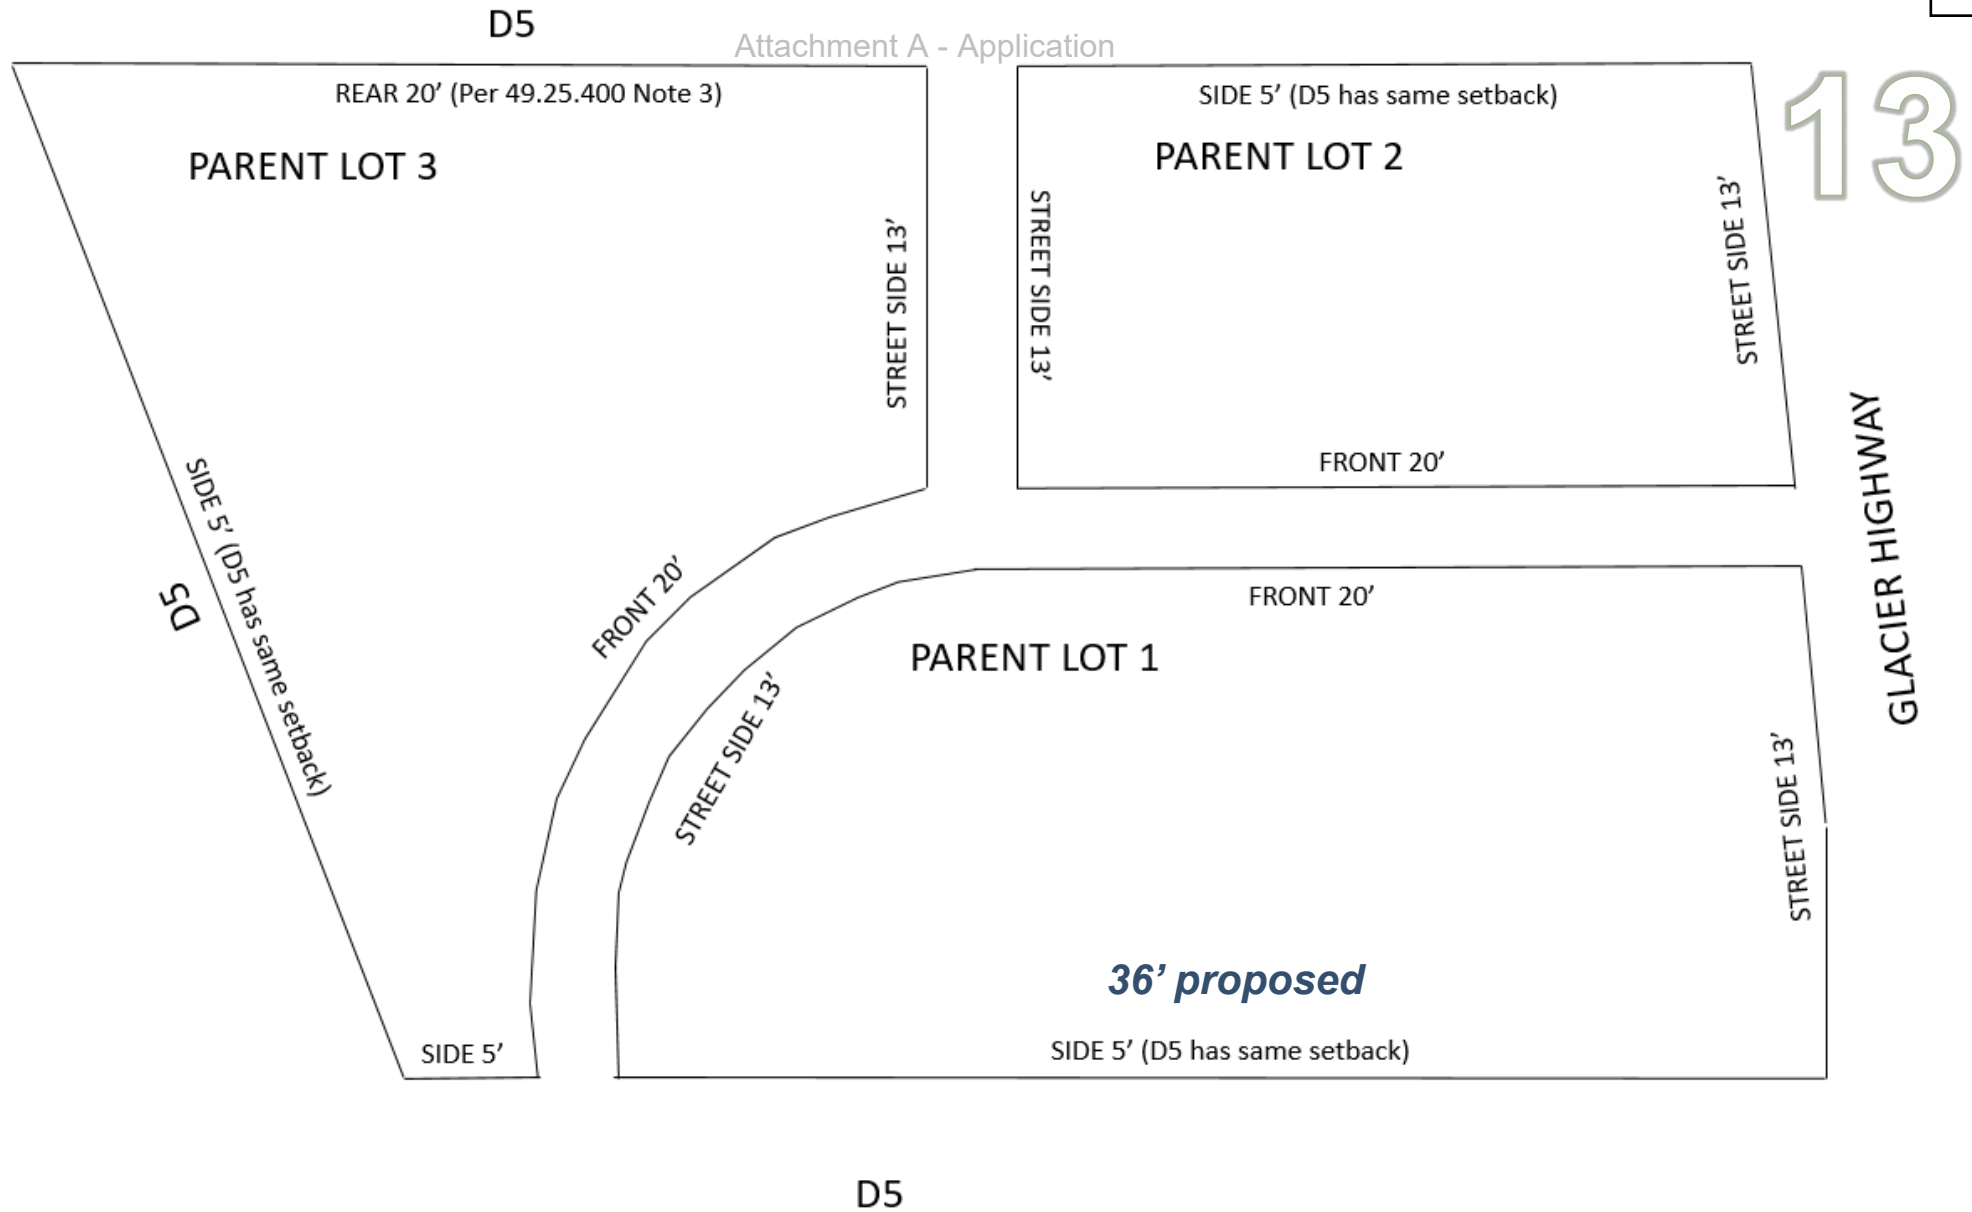 D5
Attachment A - Application
REAR 20’ (Per 49.25.400 Note 3)
SIDE 5’ (D5 has same setback)
13
PARENT LOT 3
PARENT LOT 2
STREET SIDE 13’
STREET SIDE 13’
STREET SIDE 13’
FRONT 20’
GLACIER HIGHWAY
SIDE 5’ (D5 has same setback)
D5
FRONT 20’
FRONT 20’
PARENT LOT 1
STREET SIDE 13’
STREET SIDE 13’
36’ proposed
SIDE 5’
SIDE 5’ (D5 has same setback)
D5